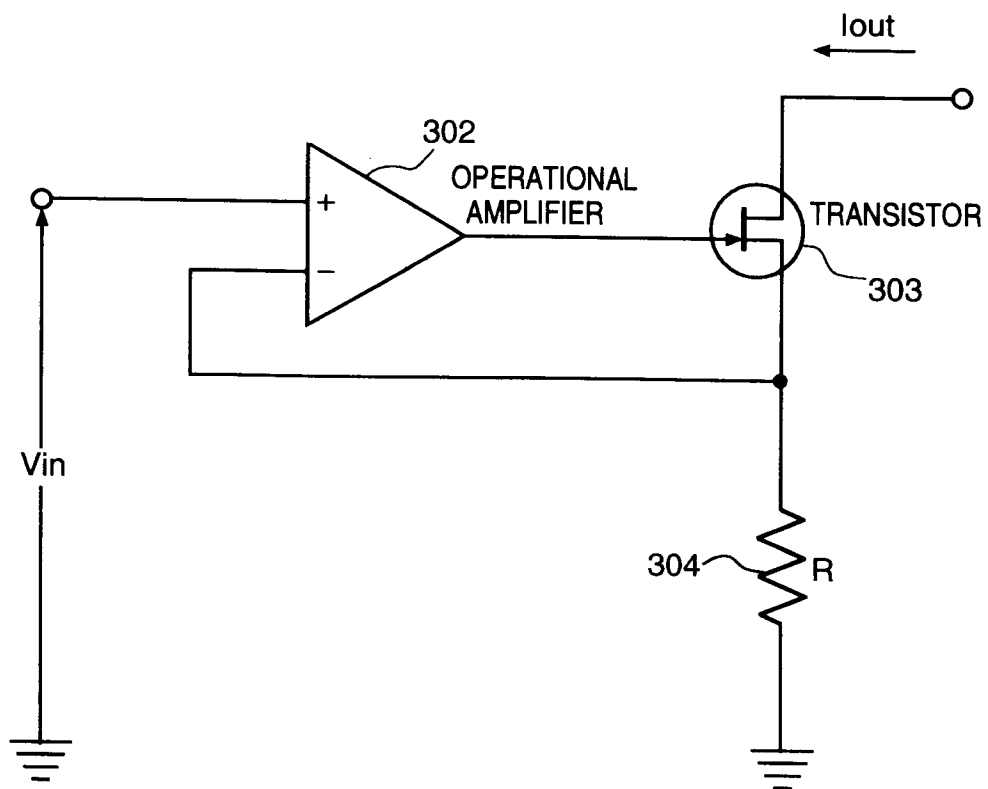 Iout
302
OPERATIONAL
AMPLIFIER
+
−
TRANSISTOR
303
Vin
304
R